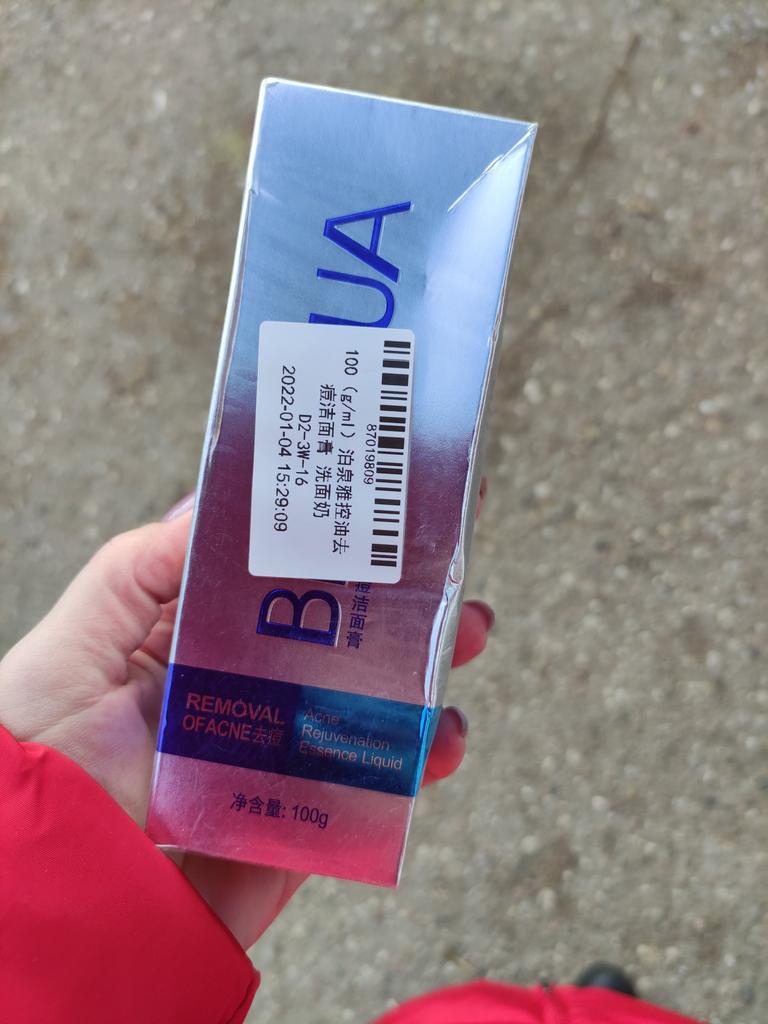 UA
87019809
100 (g/ml) 泊泉雅控油去
痘洁面膏 洗面奶
D2-3W-16
2022-01-04 15:29:09
B
痘洁面膏
REMOVAL
OFACNE去痘
Acne
Rejuvenation
Essence Liquid
净含量: 100g